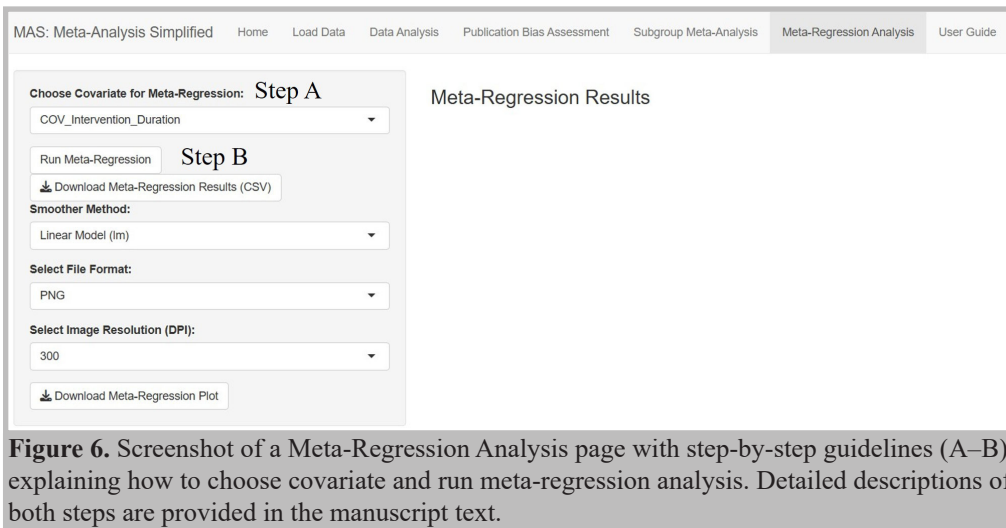 MAS: Meta-Analysis Simplified Home Load Data Data Analysis Publication Bias Assessment Subgroup Meta-Analysis Meta-Regression Analysis User Guide
Choose Covariate for Meta-Regression: Step A
COV_Intervention_Duration
Run Meta-Regression Step B
Download Meta-Regression Results (CSV)
Smoother Method:
Linear Model (lm)
Select File Format:
PNG
Select Image Resolution (DPI):
300
Download Meta-Regression Plot
Meta-Regression Results
Figure 6. Screenshot of a Meta-Regression Analysis page with step-by-step guidelines (A–B)
explaining how to choose covariate and run meta-regression analysis. Detailed descriptions of
both steps are provided in the manuscript text.